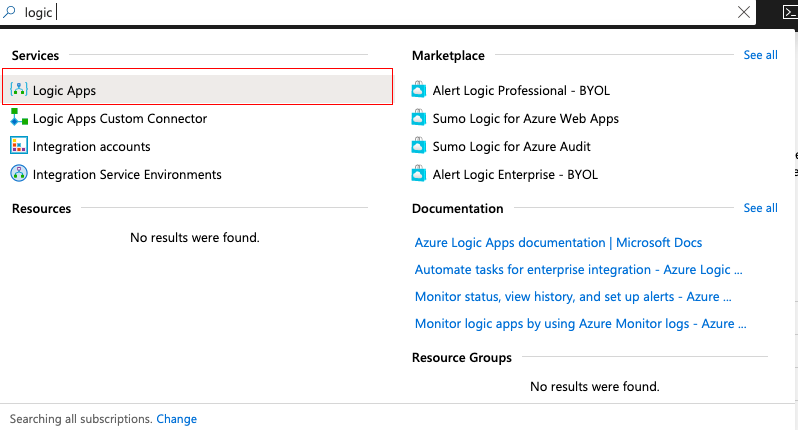 logic
Services
Logic Apps
Logic Apps Custom Connector
Integration accounts
Integration Service Environments
Resources
No results were found.
Marketplace
See all
Alert Logic Professional - BYOL
Sumo Logic for Azure Web Apps
Sumo Logic for Azure Audit
Alert Logic Enterprise - BYOL
Documentation
See all
Azure Logic Apps documentation | Microsoft Docs
Automate tasks for enterprise integration - Azure Logic ...
Monitor status, view history, and set up alerts - Azure ...
Monitor logic apps by using Azure Monitor logs - Azure ...
Resource Groups
No results were found.
Searching all subscriptions. Change